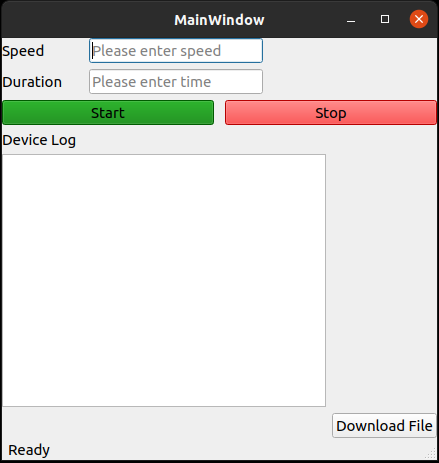 MainWindow
Speed Please enter speed
Duration Please enter time
Start Stop
Device Log
Download File
Ready